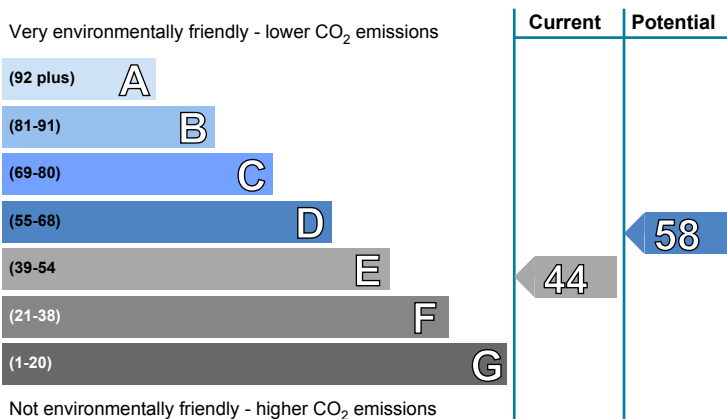 Current Potential
Very environmentally friendly - lower CO2 emissions
(92 plus) A
(81-91) B
(69-80) C
(55-68) D
58
(39-54 E
44
(21-38) F
(1-20) G
Not environmentally friendly - higher CO2 emissions